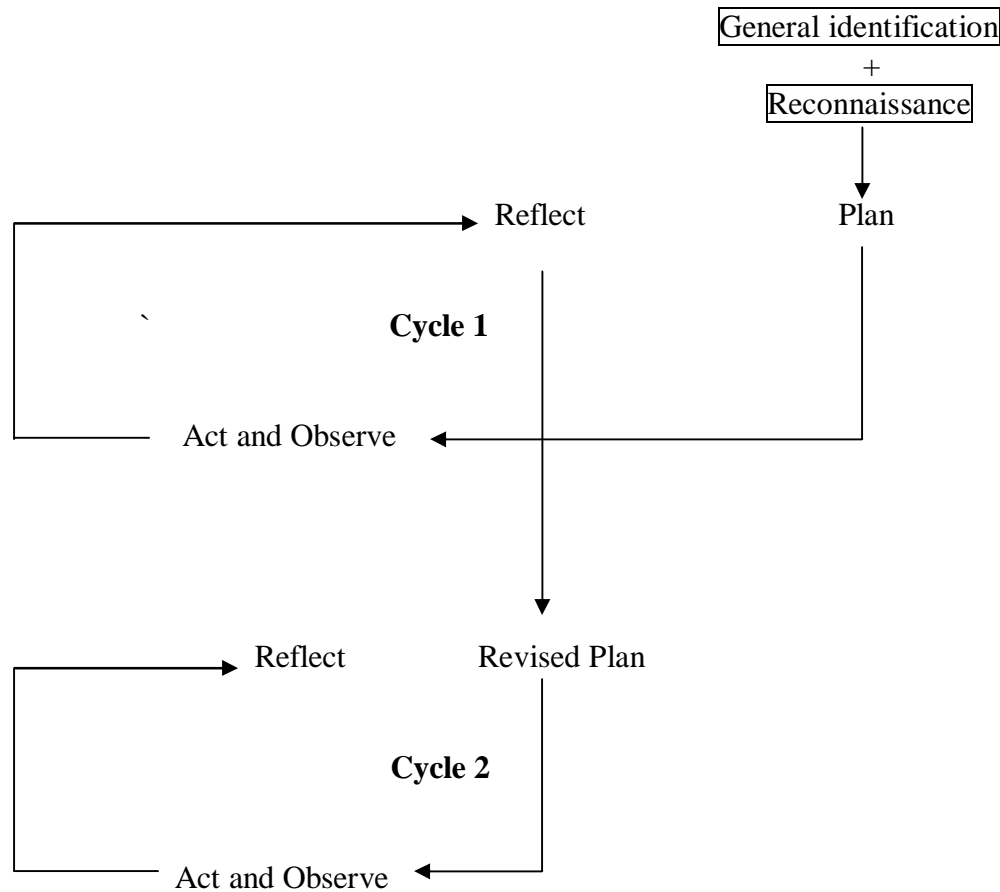 General identification
+
Reconnaissance
Reflect
Plan
`
Cycle 1
Act and Observe
Reflect
Revised Plan
Cycle 2
Act and Observe